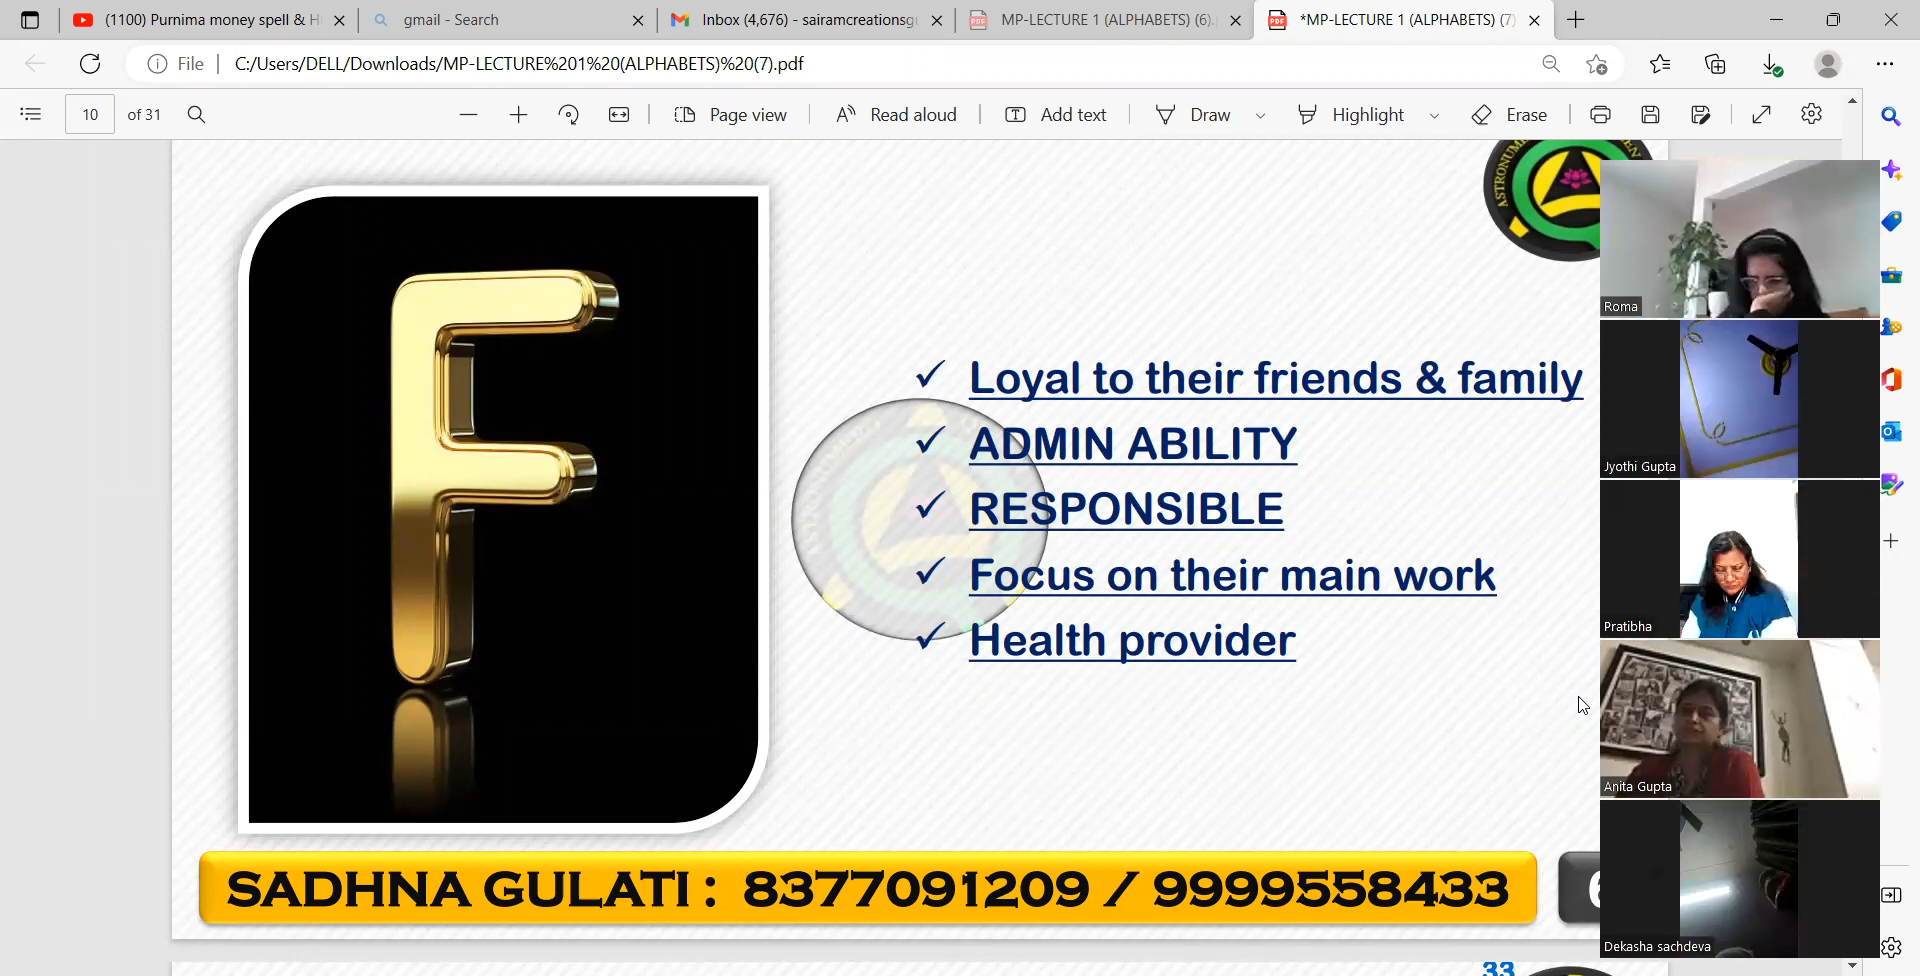 (1100) Purnima money spell & H
gmail - Search
Inbox (4,676) - sairamcreationsgu
MP-LECTURE 1 (ALPHABETS) (6).
*MP-LECTURE 1 (ALPHABETS) (7)
File
C:/Users/DELL/Downloads/MP-LECTURE%201%20(ALPHABETS)%20(7).pdf
10 of 31
Page view
Read aloud
Add text
Draw
Highlight
Erase
F
✓ Loyal to their friends & family
✓ ADMIN ABILITY
✓ RESPONSIBLE
✓ Focus on their main work
✓ Health provider
SADHNA GULATI : 8377091209 / 9999558433
33
Roma
Jyothi Gupta
Pratibha
Anita Gupta
Dekasha sachdeva